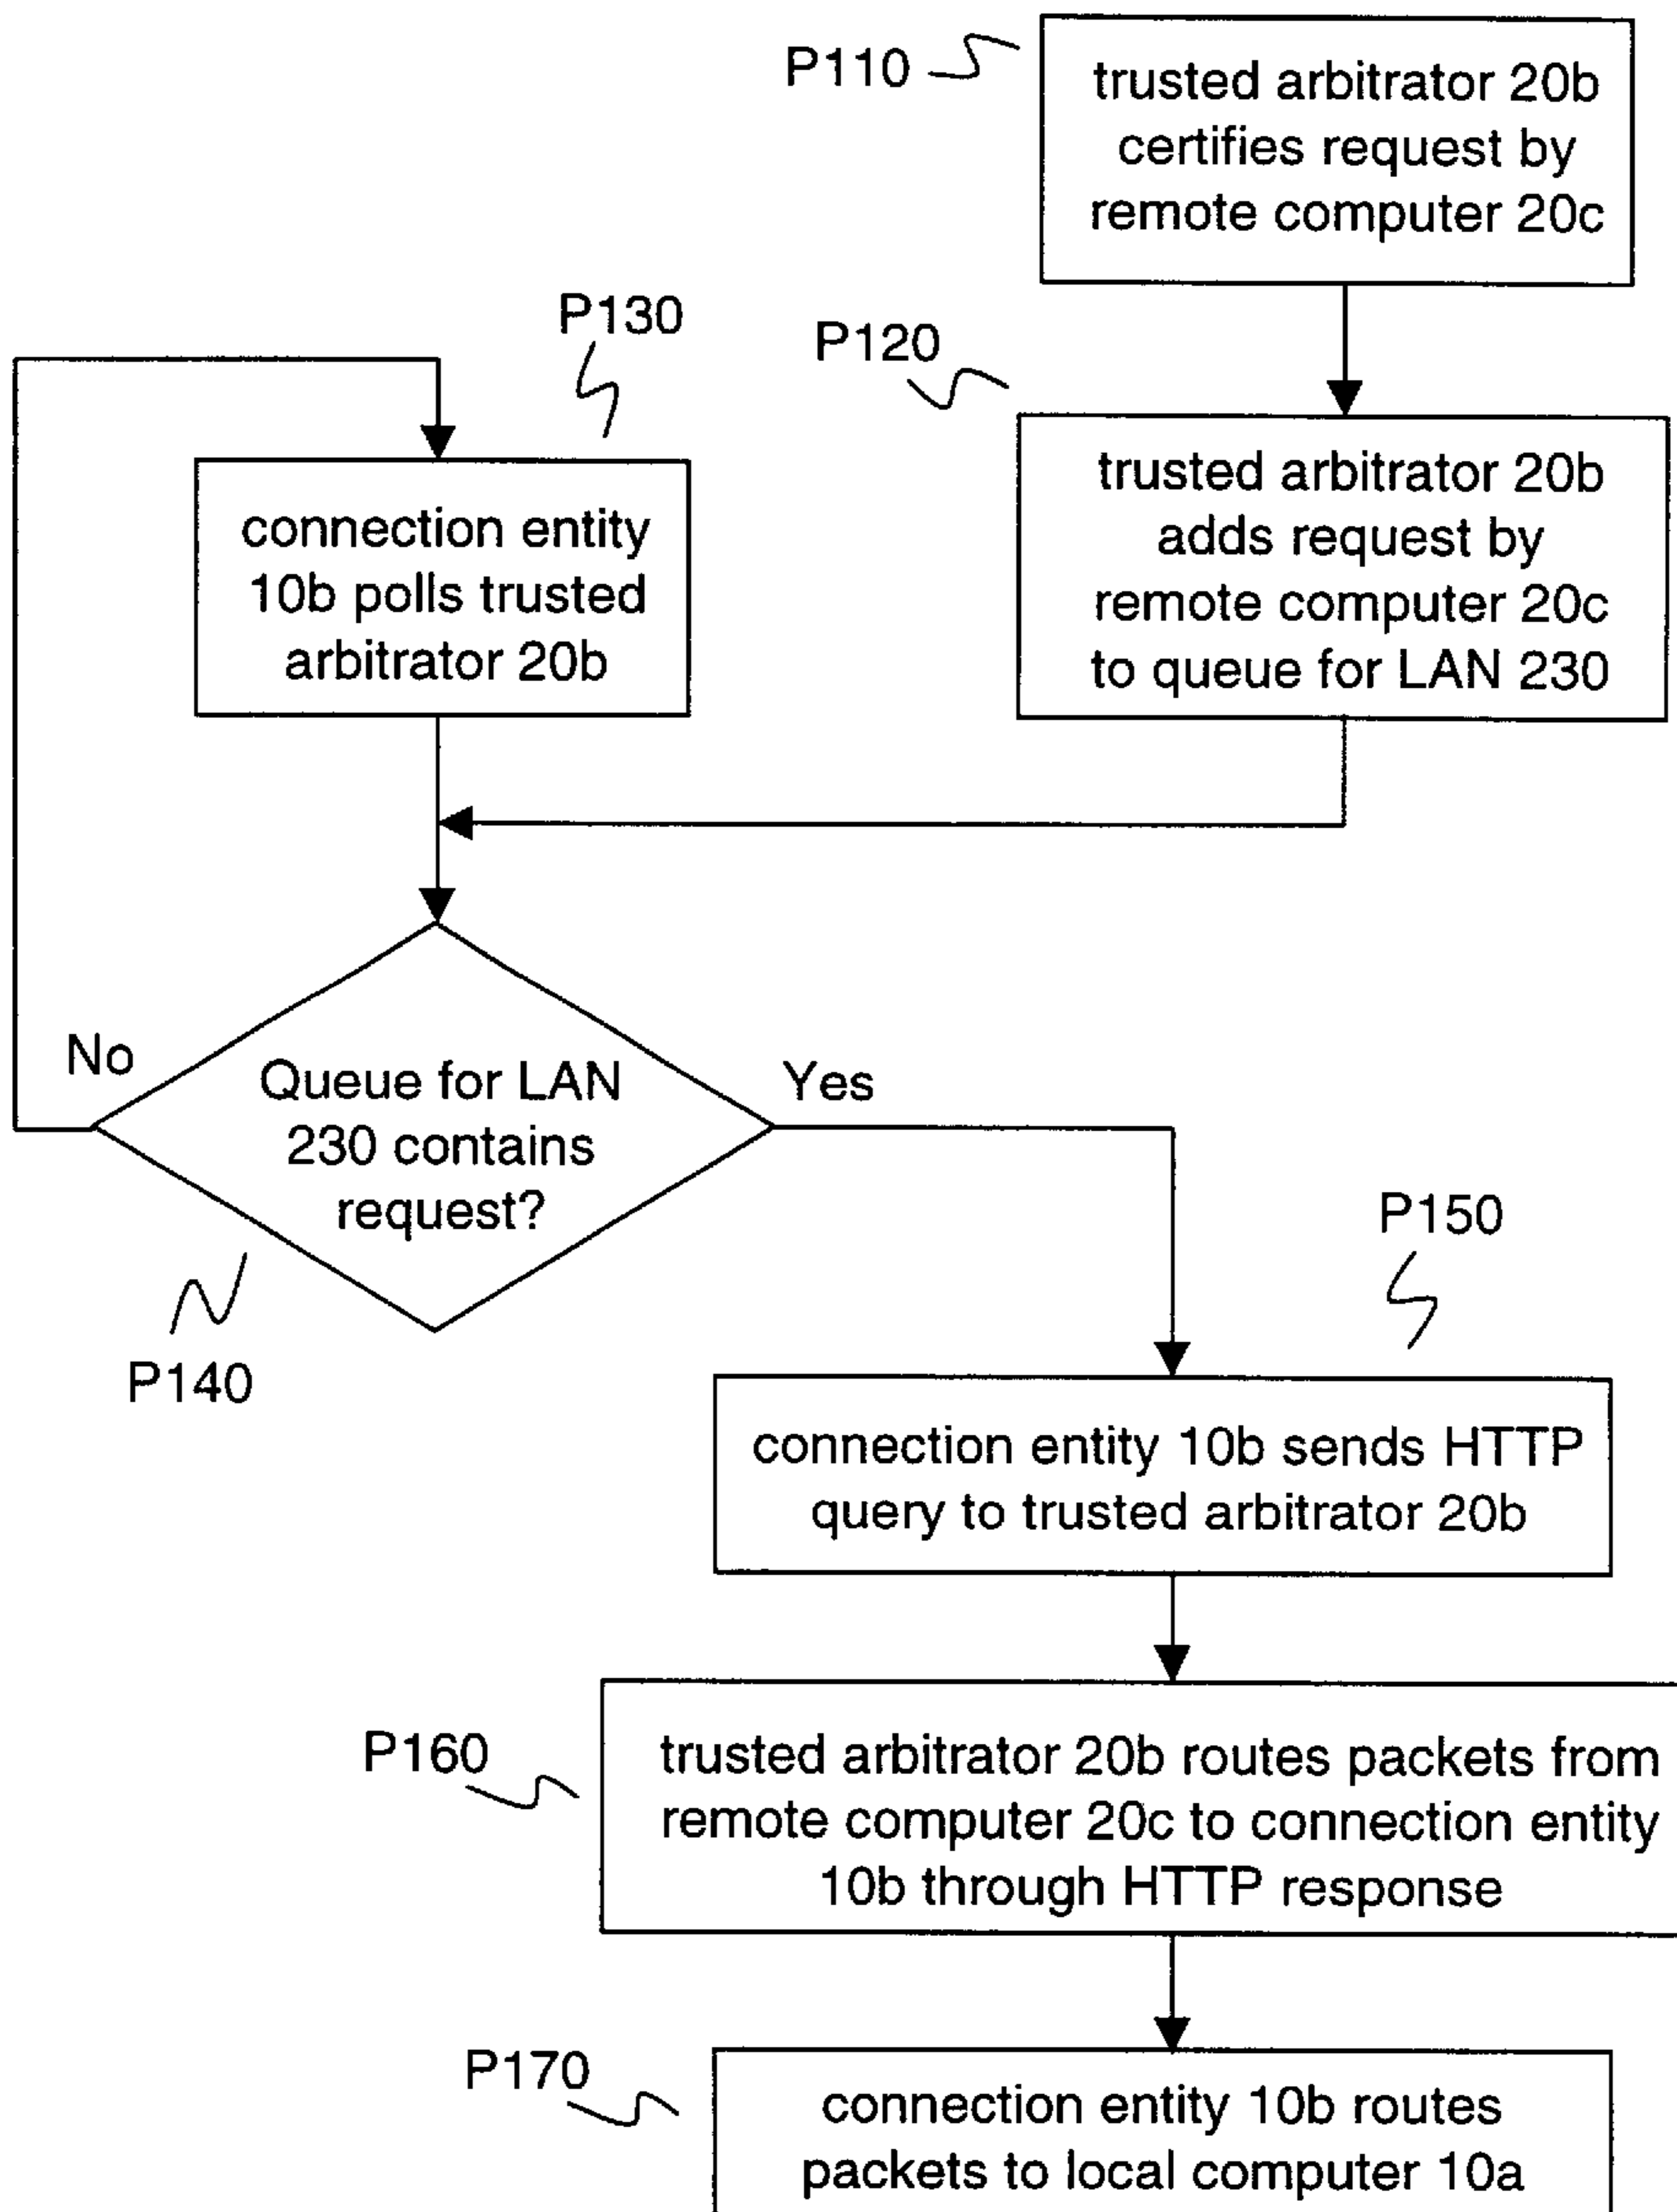 P110
trusted arbitrator 20b
certifies request by
remote computer 20c
P130
P120
connection entity
10b polls trusted
arbitrator 20b
trusted arbitrator 20b
adds request by
remote computer 20c
to queue for LAN 230
No
Queue for LAN
230 contains
request?
Yes
P140
P150
connection entity 10b sends HTTP
query to trusted arbitrator 20b
P160
trusted arbitrator 20b routes packets from
remote computer 20c to connection entity
10b through HTTP response
P170
connection entity 10b routes
packets to local computer 10a